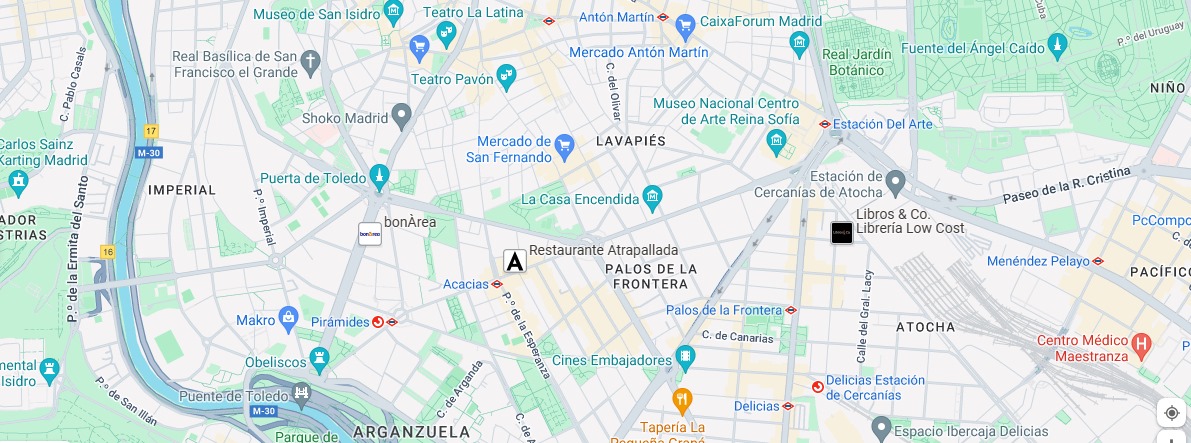 Museo de San Isidro
Teatro La Latina
Antón Martín
CaixaForum Madrid
Cuba
P.º del Uruguay
Real Basílica de San
Francisco el Grande
Mercado Antón Martín
Real Jardín
Botánico
Fuente del Ángel Caído
C. Pablo Casals
Teatro Pavón
C. del Olivar
NIÑO
Shoko Madrid
Museo Nacional Centro
de Arte Reina Sofía
17
M-30
Estación Del Arte
Carlos Sainz
Karting Madrid
Mercado de
San Fernando
LAVAPIÉS
Puerta de Toledo
Estación de
Cercanías de Atocha
Paseo de la R. Cristina
IMPERIAL
P.º Imperial
La Casa Encendida
ADOR
STRIAS
P.º de la Ermita del Santo
bonÀrea
bonÀrea
Libros & Co.
Librería Low Cost
PcCompo
16
A
Restaurante Atrapallada
Menéndez Pelayo
PALOS DE LA
FRONTERA
PACÍFICO
Acacias
P.º de la Esperanza
Calle del Gral. Lacy
Makro
Pirámides
Palos de la Frontera
ATOCHA
C. de Canarias
Centro Médico
Maestranza
H
Obeliscos
Cines Embajadores
mental
Isidro
P.º de San Illán
C. de Arganda
Puente de Toledo
Delicias Estación
de Cercanías
M-30
Delicias
Tapería La
Pequeña Grapá
ARGANZUELA
Parque de
Espacio Ibercaja Delicias